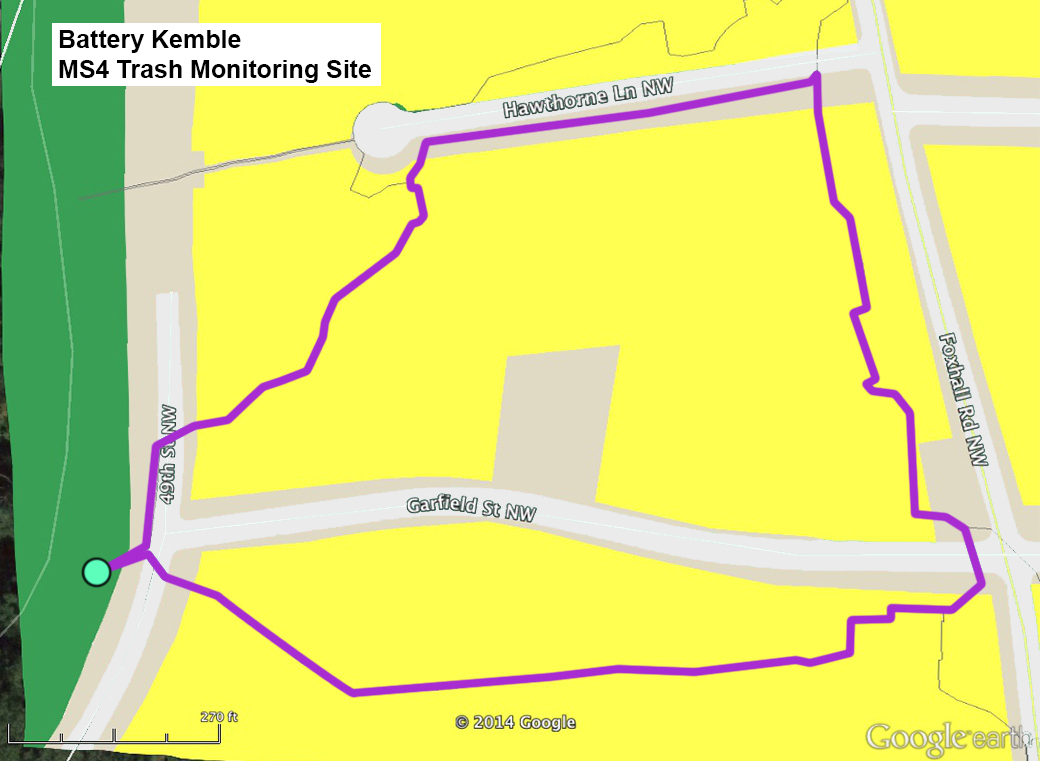 Battery Kemble
MS4 Trash Monitoring Site
Hawthorne Ln NW
Foxhall Rd NW
49th St NW
Garfield St NW
270 ft
© 2014 Google
Google earth